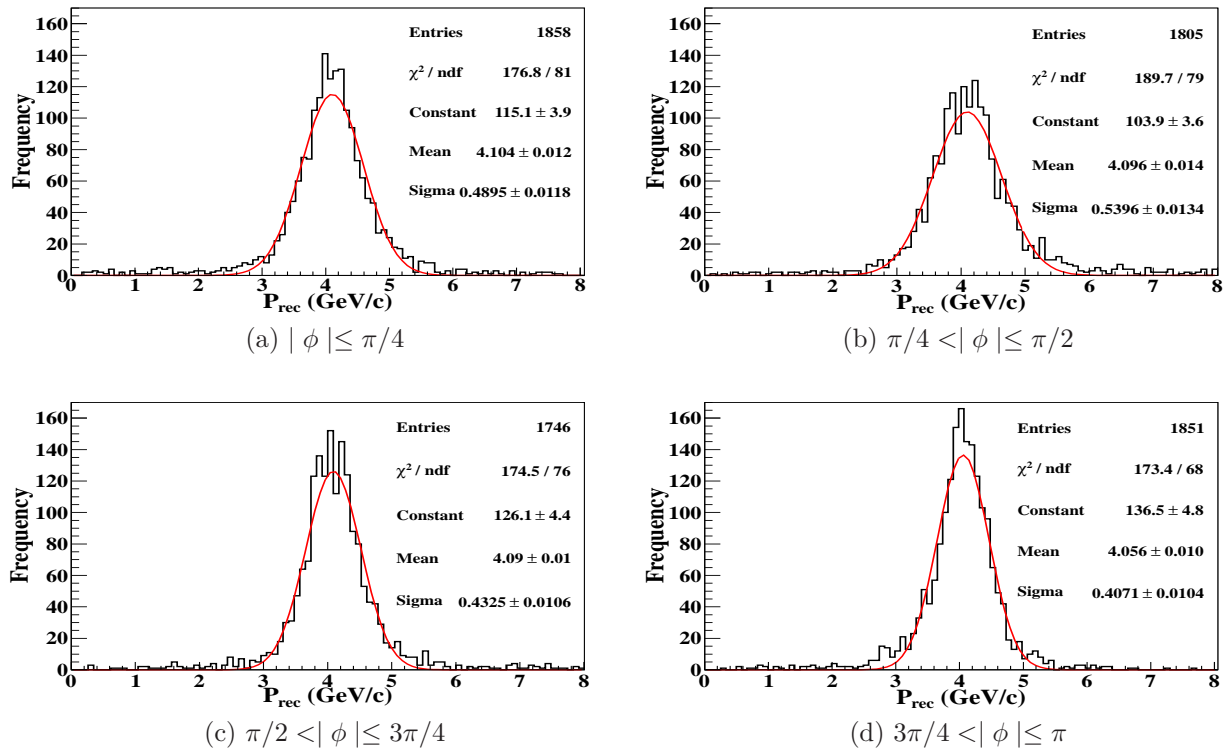 Frequency
160
140
120
100
80
60
40
20
0
0 1 2 3 4 5 6 7 8
P_rec (GeV/c)
Entries 1858
χ² / ndf 176.8 / 81
Constant 115.1 ± 3.9
Mean 4.104 ± 0.012
Sigma 0.4895 ± 0.0118
(a) | ϕ |≤ π/4
Frequency
160
140
120
100
80
60
40
20
0
0 1 2 3 4 5 6 7 8
P_rec (GeV/c)
Entries 1805
χ² / ndf 189.7 / 79
Constant 103.9 ± 3.6
Mean 4.096 ± 0.014
Sigma 0.5396 ± 0.0134
(b) π/4 <| ϕ |≤ π/2
Frequency
160
140
120
100
80
60
40
20
0
0 1 2 3 4 5 6 7 8
P_rec (GeV/c)
Entries 1746
χ² / ndf 174.5 / 76
Constant 126.1 ± 4.4
Mean 4.09 ± 0.01
Sigma 0.4325 ± 0.0106
(c) π/2 <| ϕ |≤ 3π/4
Frequency
160
140
120
100
80
60
40
20
0
0 1 2 3 4 5 6 7 8
P_rec (GeV/c)
Entries 1851
χ² / ndf 173.4 / 68
Constant 136.5 ± 4.8
Mean 4.056 ± 0.010
Sigma 0.4071 ± 0.0104
(d) 3π/4 <| ϕ |≤ π